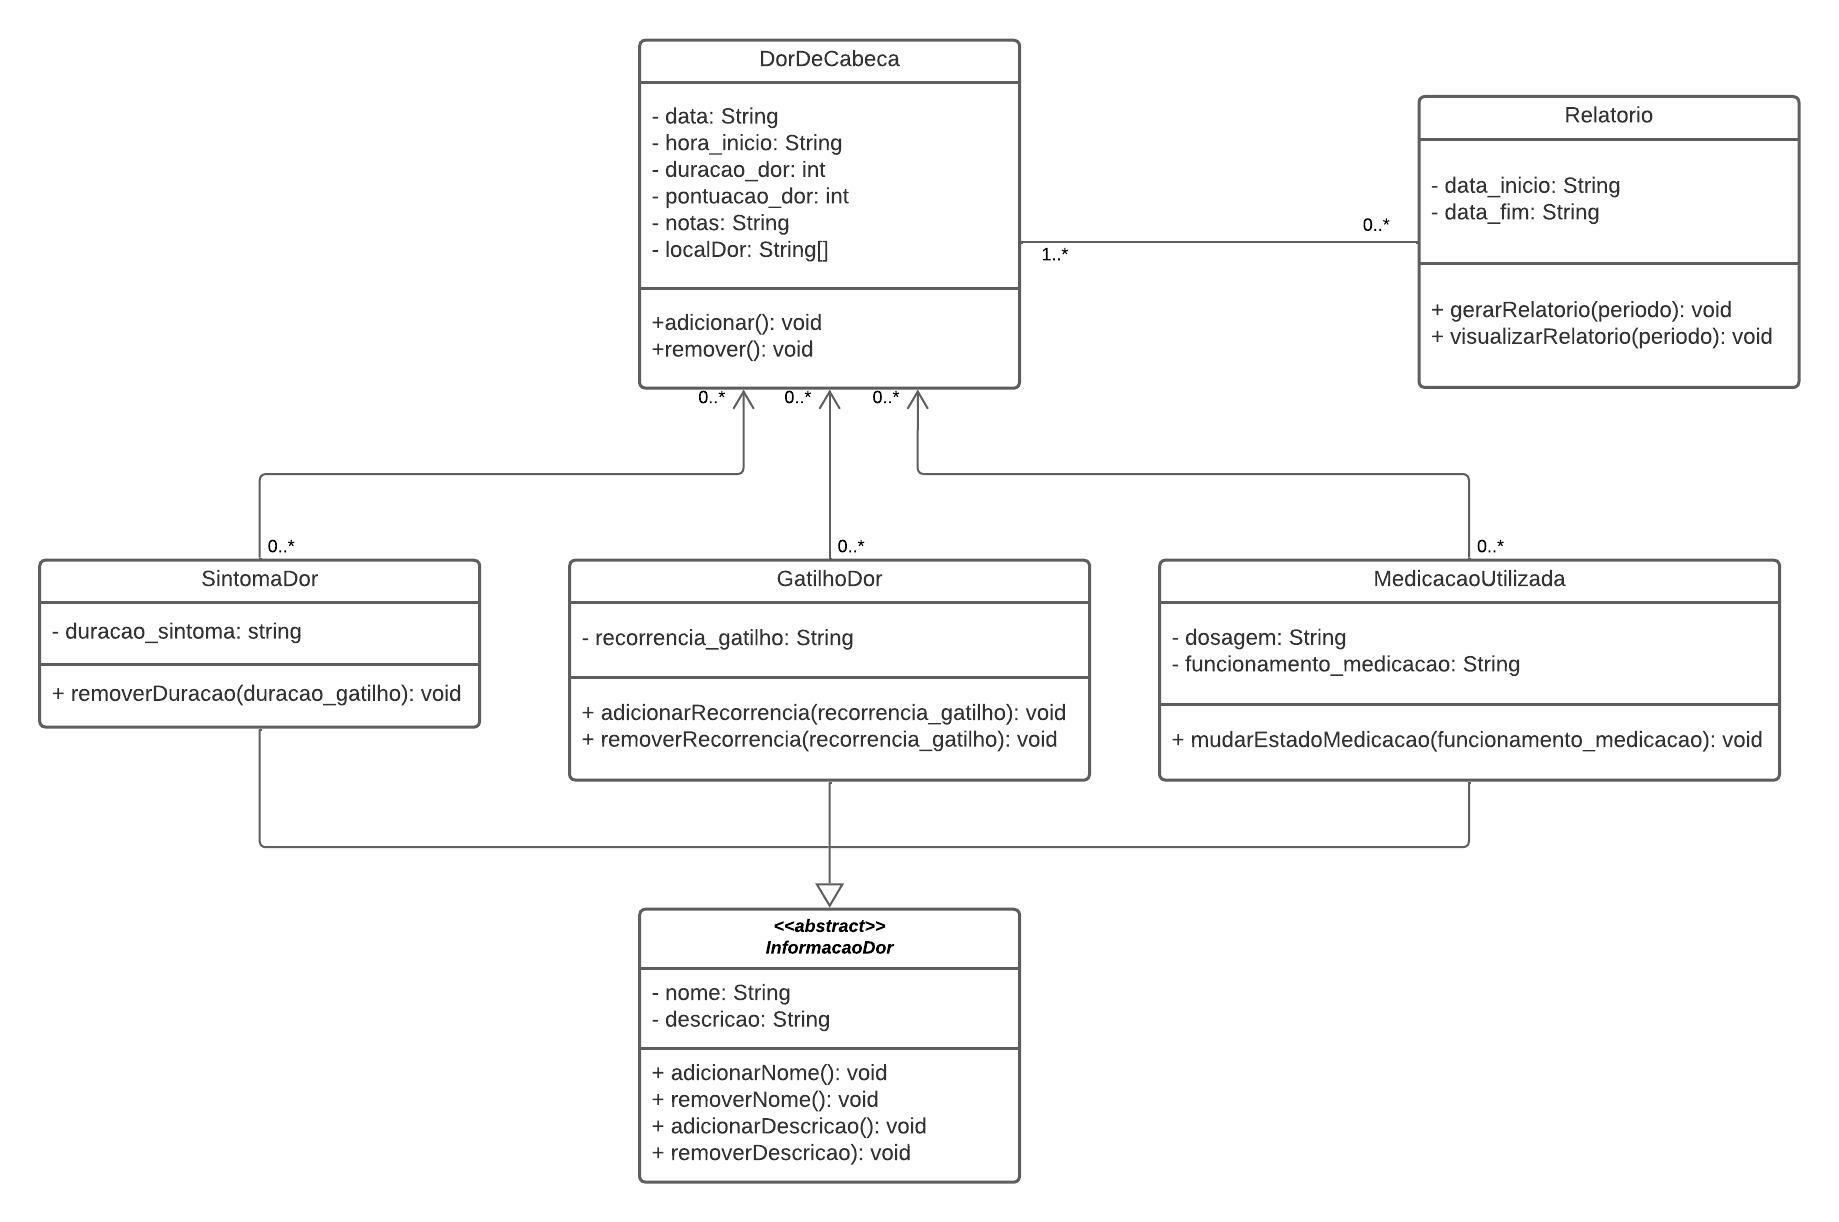 DorDeCabeca
- data: String
- hora_inicio: String
- duracao_dor: int
- pontuacao_dor: int
- notas: String
- localDor: String[]
+adicionar(): void
+remover(): void
Relatorio
- data_inicio: String
- data_fim: String
+ gerarRelatorio(periodo): void
+ visualizarRelatorio(periodo): void
1..*
0..*
0..*
0..*
0..*
0..*
0..*
0..*
SintomaDor
- duracao_sintoma: string
+ removerDuracao(duracao_gatilho): void
GatilhoDor
- recorrencia_gatilho: String
+ adicionarRecorrencia(recorrencia_gatilho): void
+ removerRecorrencia(recorrencia_gatilho): void
MedicacaoUtilizada
- dosagem: String
- funcionamento_medicacao: String
+ mudarEstadoMedicacao(funcionamento_medicacao): void
<<abstract>>
InformacaoDor
- nome: String
- descricao: String
+ adicionarNome(): void
+ removerNome(): void
+ adicionarDescricao(): void
+ removerDescricao): void